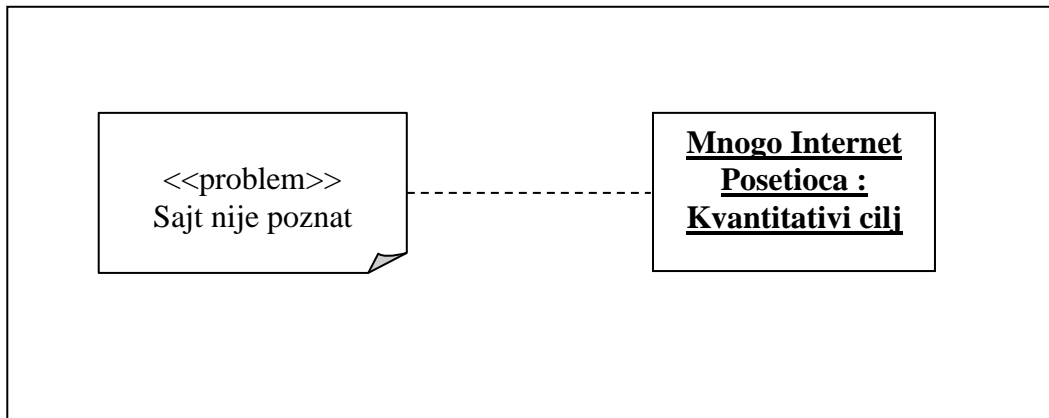 <<problem>>
Sajt nije poznat
Mnogo Internet
Posetioca :
Kvantitativi cilj